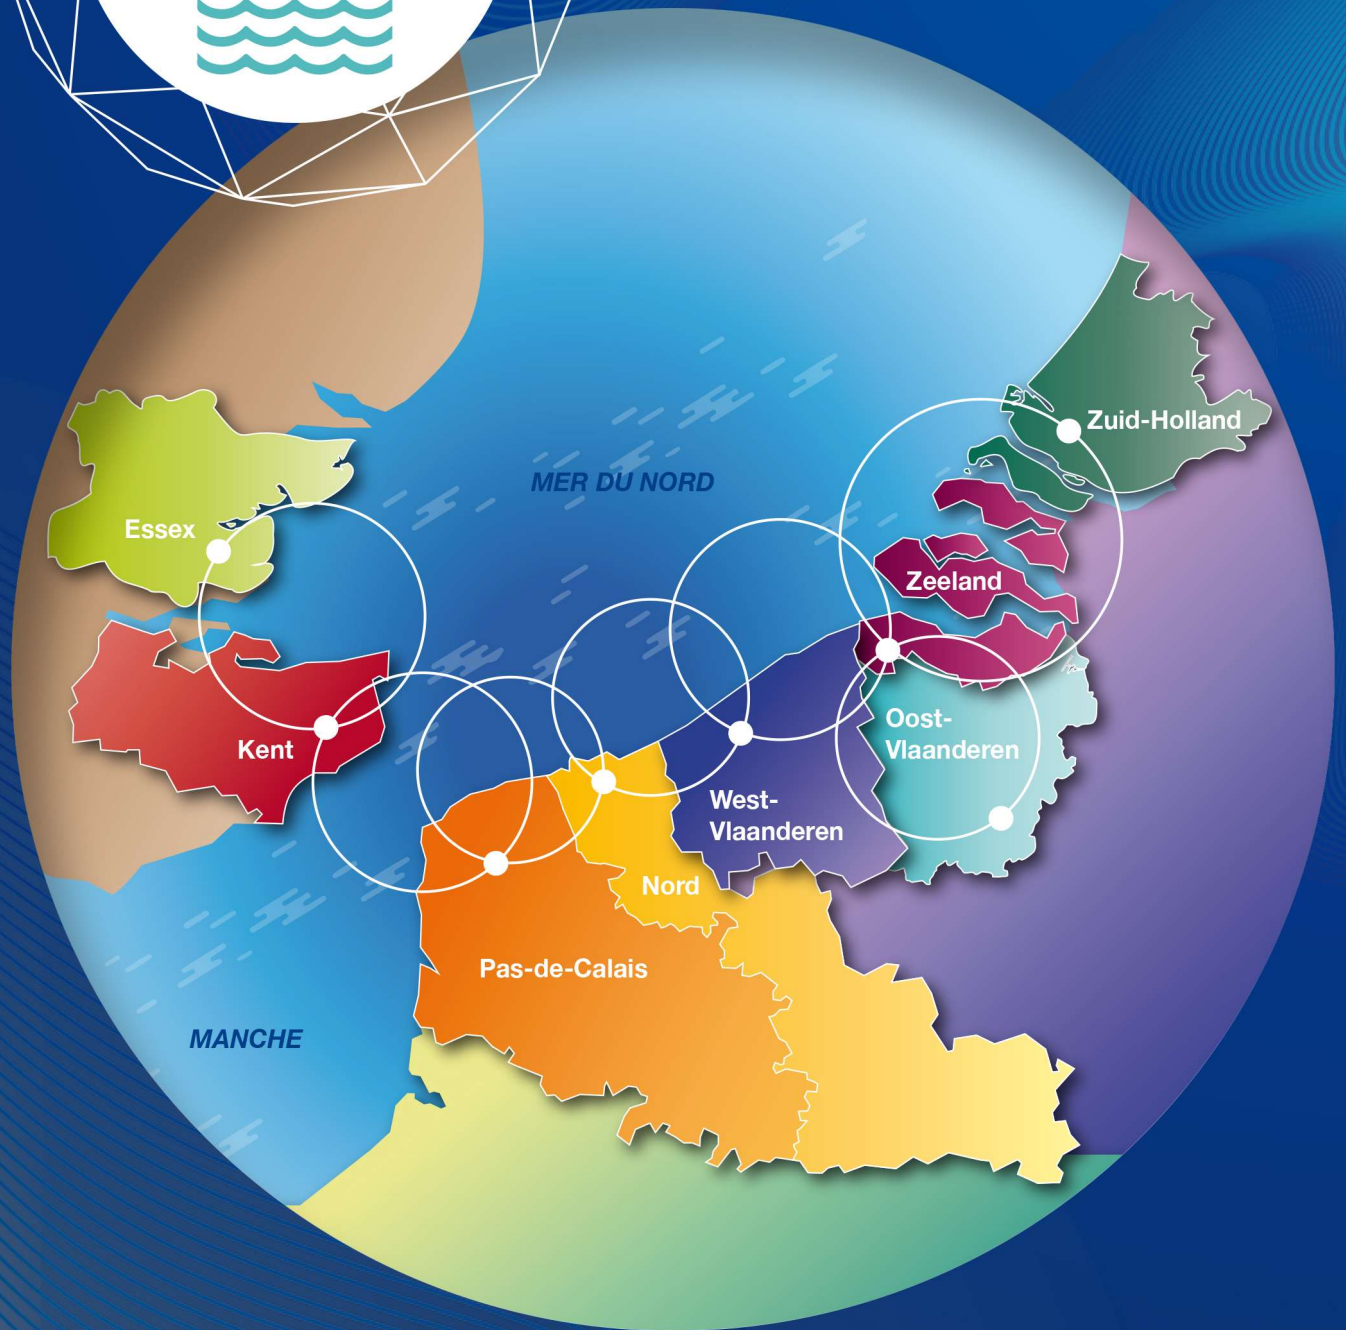 Zuid-Holland
MER DU NORD
Essex
Zeeland
Oost-
Vlaanderen
Kent
West-
Vlaanderen
Nord
Pas-de-Calais
MANCHE